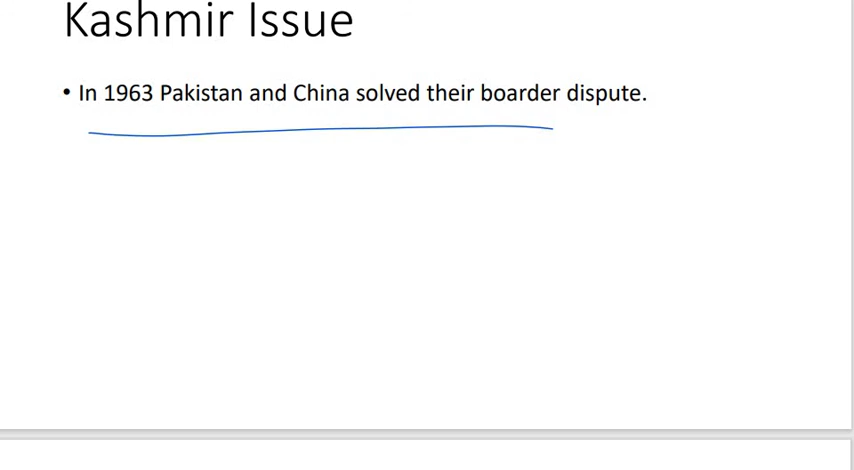 Kashmir Issue
• In 1963 Pakistan and China solved their boarder dispute.